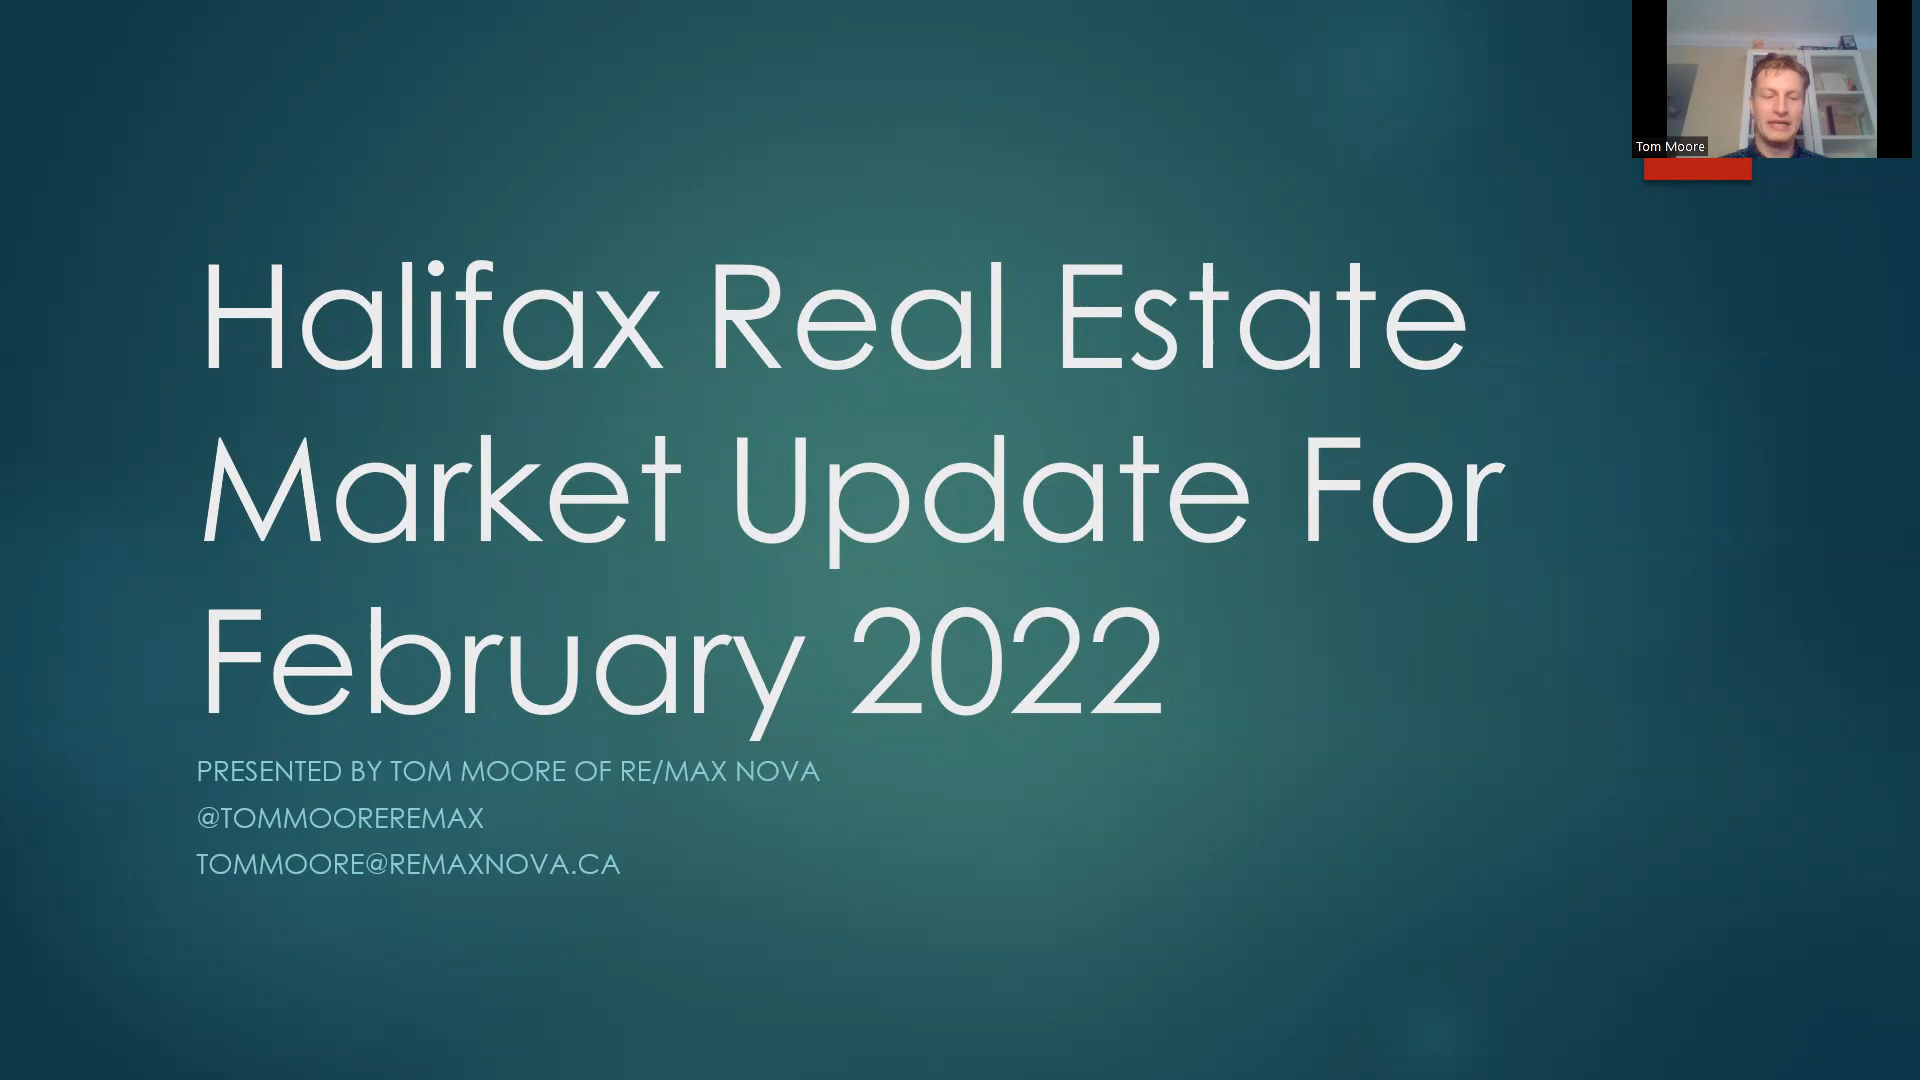 Tom Moore
Halifax Real Estate
Market Update For
February 2022
PRESENTED BY TOM MOORE OF RE/MAX NOVA
@TOMMOOREREMAX
TOMMOORE@REMAXNOVA.CA